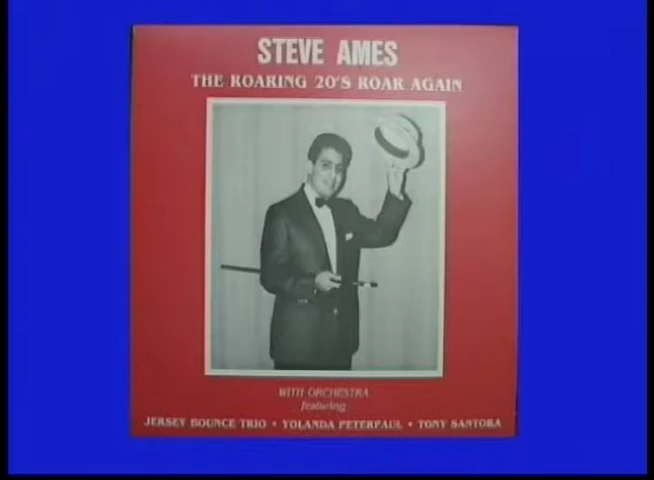 STEVE AMES
THE ROARING 20'S ROAR AGAIN
WITH ORCHESTRA
featuring
JERSEY BOUNCE TRIO • YOLANDA PETERPAUL • TONY SANTORA